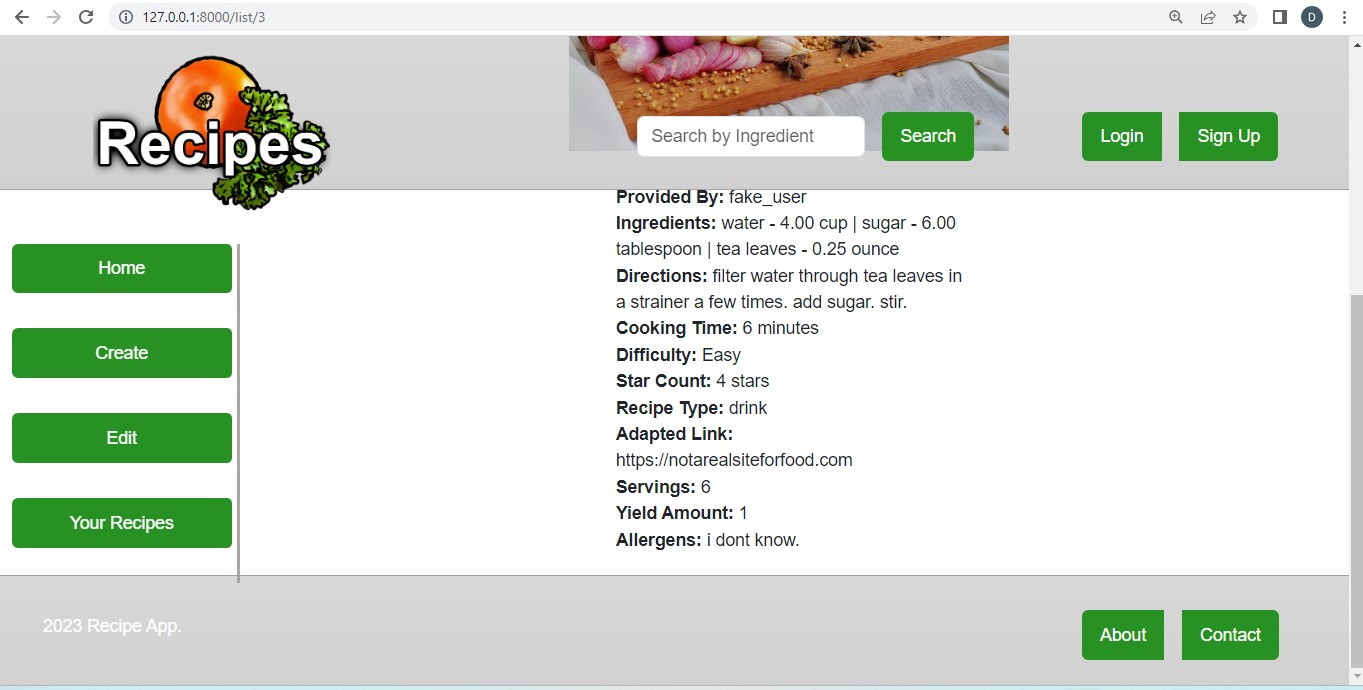 127.0.0.1:8000/list/3
D
Recipes
Search by Ingredient
Search
Login
Sign Up
Home
Create
Edit
Your Recipes
Provided By: fake_user
Ingredients: water - 4.00 cup | sugar - 6.00
tablespoon | tea leaves - 0.25 ounce
Directions: filter water through tea leaves in
a strainer a few times. add sugar. stir.
Cooking Time: 6 minutes
Difficulty: Easy
Star Count: 4 stars
Recipe Type: drink
Adapted Link:
https://notarealsiteforfood.com
Servings: 6
Yield Amount: 1
Allergens: i dont know.
2023 Recipe App.
About
Contact